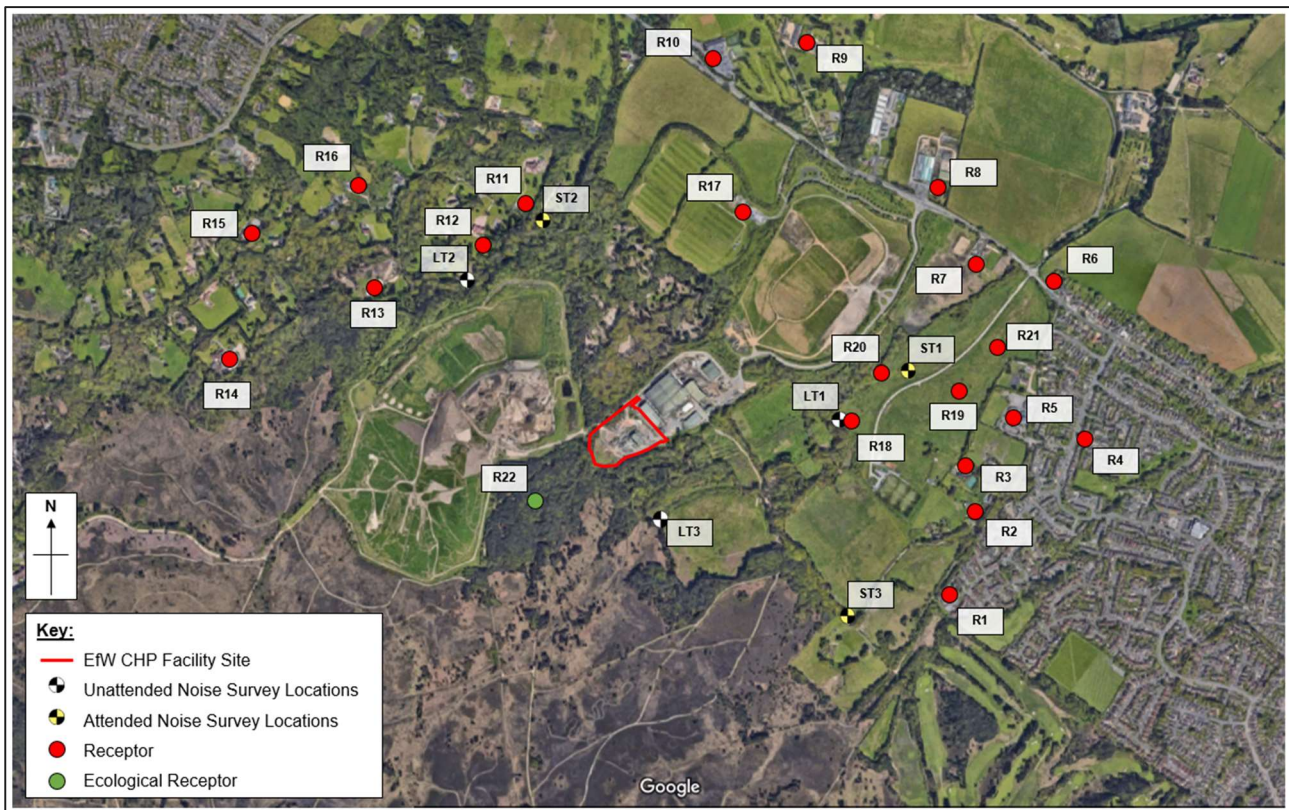 R10
R9
R16
R11
ST2
R17
R8
R15
R12
LT2
R7
R6
R13
R14
R20
ST1
R21
LT1
R19
R5
R18
R4
R22
R3
N
LT3
R2
ST3
R1
Key:
EfW CHP Facility Site
Unattended Noise Survey Locations
Attended Noise Survey Locations
Receptor
Ecological Receptor
Google